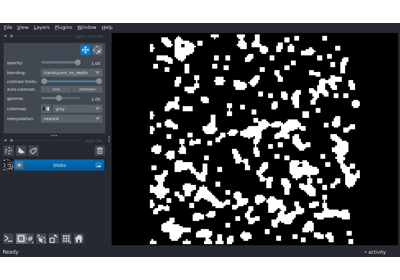 File View Layers Plugins Window Help
opacity: 1.00
blending: translucent_no_depth
contrast limits:
auto-contrast: once continuous
gamma: 1.00
colormap: gray
interpolation: nearest
blobs
Ready
activity